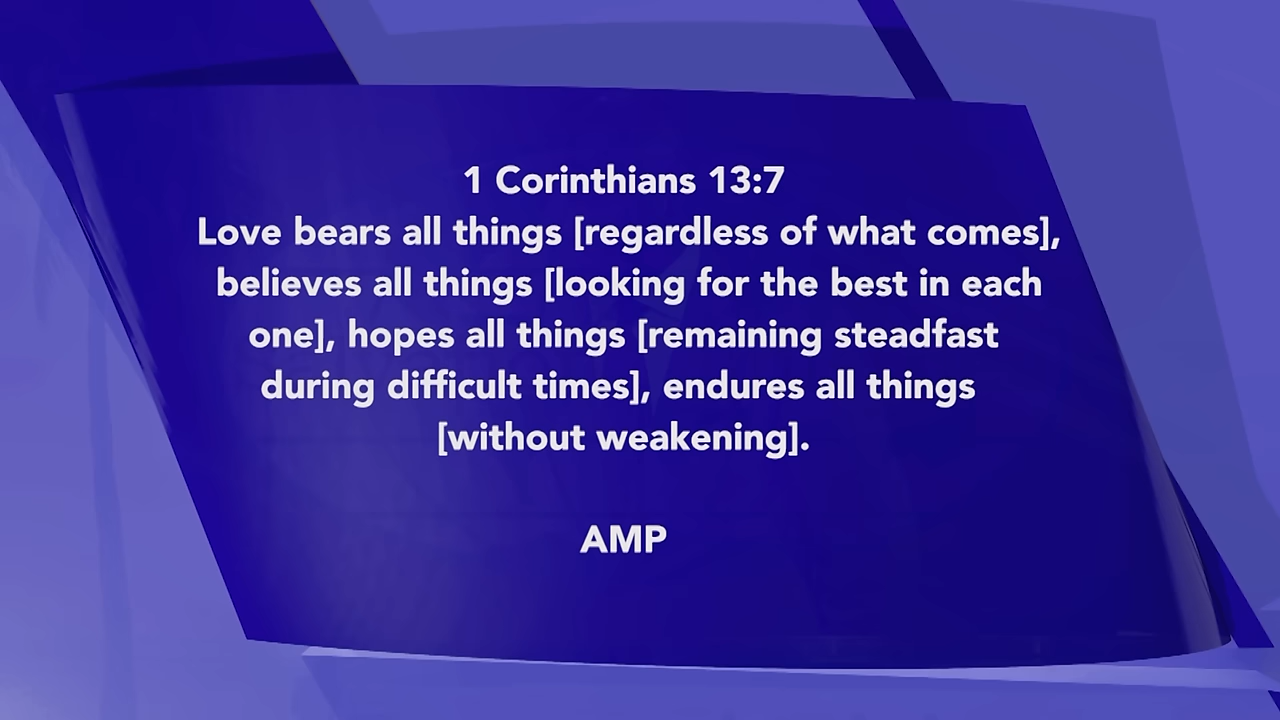 1 Corinthians 13:7
Love bears all things [regardless of what comes],
believes all things [looking for the best in each
one], hopes all things [remaining steadfast
during difficult times], endures all things
[without weakening].
AMP